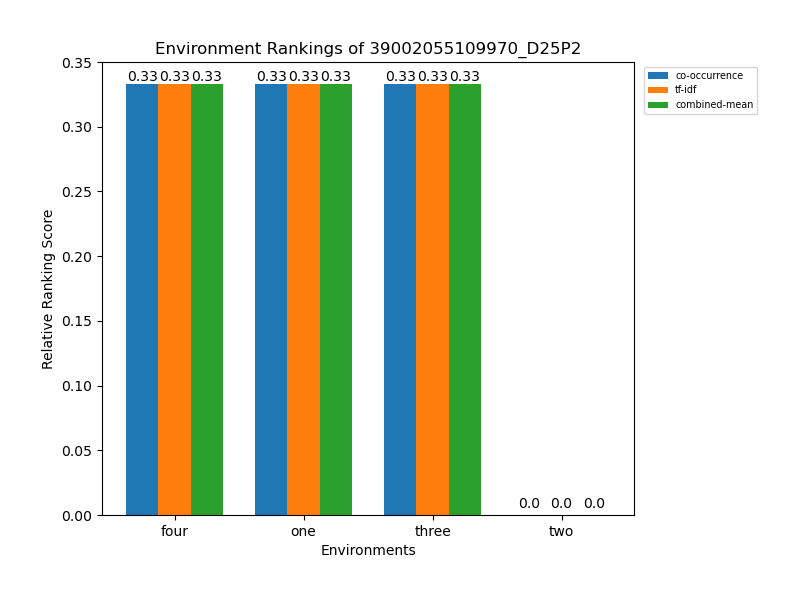 Environment Rankings of 39002055109970_D25P2
co-occurrence
tf-idf
combined-mean
0.33 0.33 0.33 0.33 0.33 0.33 0.33 0.33 0.33
0.0 0.0 0.0
0.35
0.30
0.25
0.20
0.15
0.10
0.05
0.00
Relative Ranking Score
four one three two
Environments